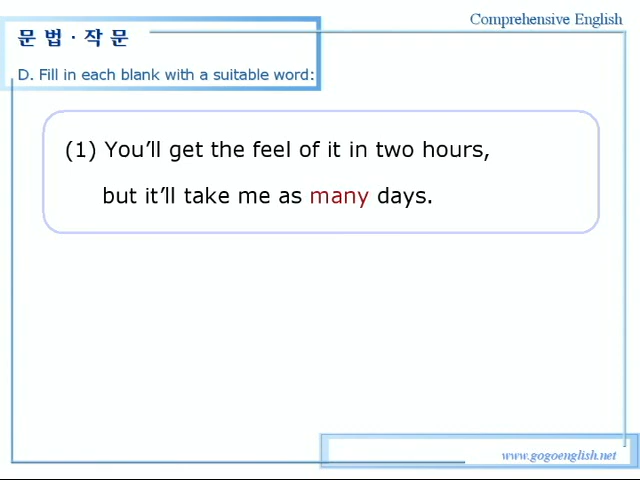 Comprehensive English
문 법 · 작 문
D. Fill in each blank with a suitable word:
(1) You’ll get the feel of it in two hours,
but it’ll take me as many days.
www.gogoenglish.net